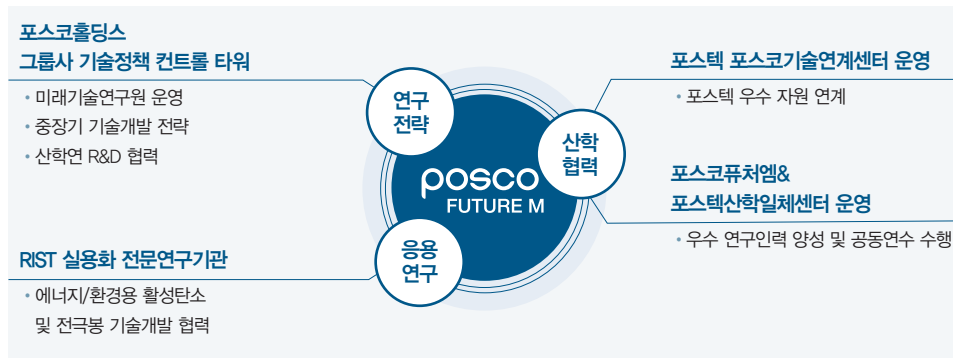 포스코홀딩스
그룹사 기술정책 컨트롤 타워
• 미래기술연구원 운영
• 중장기 기술개발 전략
• 산학연 R&D 협력
RIST 실용화 전문연구기관
• 에너지/환경용 활성탄소
및 전극봉 기술개발 협력
연구
전략
산학
협력
응용
연구
posco
FUTURE M
포스텍 포스코기술연계센터 운영
• 포스텍 우수 자원 연계
포스코퓨처엠&
포스텍산학일체센터 운영
• 우수 연구인력 양성 및 공동연수 수행